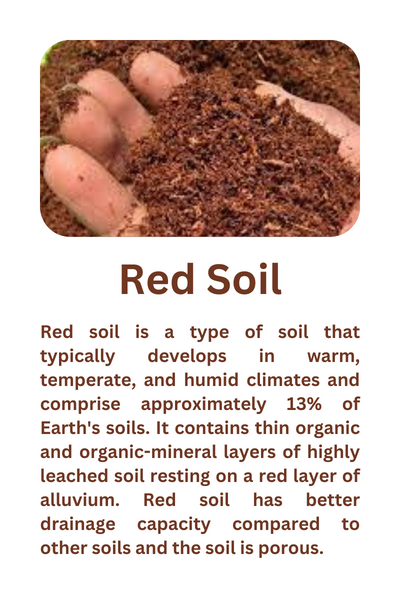 Red Soil
Red soil is a type of soil that
typically develops in warm,
temperate, and humid climates and
comprise approximately 13% of
Earth's soils. It contains thin organic
and organic-mineral layers of highly
leached soil resting on a red layer of
alluvium. Red soil has better
drainage capacity compared to
other soils and the soil is porous.